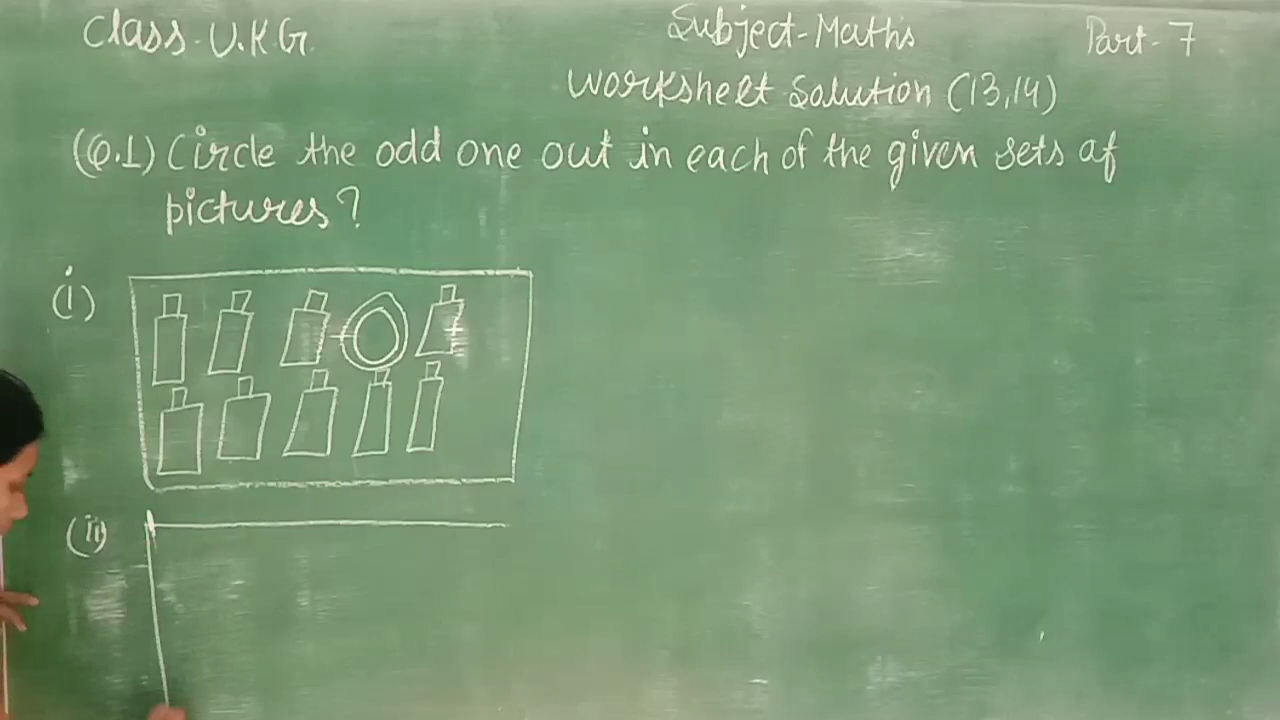 Class-U.K.G.
Subject-Maths
Part-7
Worksheet Solution (13,14)
(Q.1) Circle the odd one out in each of the given sets of
pictures?
(i)
(ii)